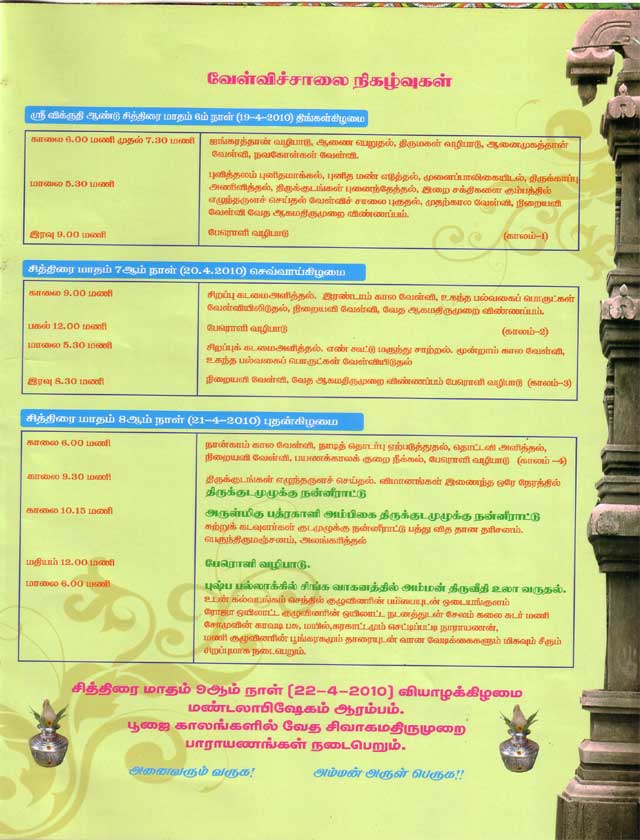 வேள்விச்சாலை நிகழ்வுகள்
ஸ்ரீ விக்ருதி ஆண்டு சித்திரை மாதம் 6ம் நாள் (19-4-2010) திங்கள்கிழமை
காலை 6.00 மணி முதல் 7.30 மணி
ஐங்கரத்தான் வழிபாடு, ஆணை பெறுதல், திருமகள் வழிபாடு, ஆனைமுகத்தான்
வேள்வி, நவகோள்கள் வேள்வி.
மாலை 5.30 மணி
புனித்தலம் புனிதமாக்கல், புனித மண் எடுத்தல், முளைப்பாலிகையிடல், திருக்காப்பு
அணிவித்தல், திருக்குடங்கள் புனைந்தேத்தல், இறை சக்திகளை கும்பத்தில்
எழுந்தருளச் செய்தல் வேள்விச் சாலை புகுதல், முதற்கால வேள்வி, நிறையவி
வேள்வி வேத ஆகமதிருமுறை விண்ணப்பம்.
இரவு 9.00 மணி
பேரொளி வழிபாடு (காலம்-1)
சித்திரை மாதம் 7ஆம் நாள் (20.4.2010) செவ்வாய்கிழமை
காலை 9.00 மணி
சிறப்பு கடமைஅளித்தல். இரண்டாம் கால வேள்வி, உகந்த பல்வகைப் பொருட்கள்
வேள்வியிலிடுதல், நிறையவி வேள்வி, வேத ஆகமதிருமுறை விண்ணப்பம்.
பகல் 12.00 மணி
பேரொளி வழிபாடு (காலம்-2)
மாலை 5.30 மணி
சிறப்புக் கடமைஅளித்தல். எண் கூட்டு மருந்து சாற்றல். மூன்றாம் கால வேள்வி,
உகந்த பல்வகைப் பொருட்கள் வேள்வியிடுதல்
இரவு 8.30 மணி
நிறையவி வேள்வி, வேத ஆகமதிருமுறை விண்ணப்பம் பேரொளி வழிபாடு (காலம்-3)
சித்திரை மாதம் 8ஆம் நாள் (21-4-2010) புதன்கிழமை
காலை 6.00 மணி
நான்காம் கால வேள்வி, நாடித் தொடர்பு ஏற்படுத்துதல், தொட்டவி அளித்தல்,
நிறையவி வேள்வி, பயணக்காலக் குறை நீக்கல், பேரொளி வழிபாடு (காலம் -4)
காலை 9.30 மணி
திருக்குடங்கள் எழுந்தருளச் செய்தல். விமானங்கள் இணைந்த ஒரே நேரத்தில்
திருக்குடமுழுக்கு நன்னீராட்டு
காலை 10.15 மணி
அருள்மிகு பத்ரகாளி அம்பிகை திருக்குடமுழுக்கு நன்னீராட்டு
சுற்றுக் கடவுளர்கள் குடமுழுக்கு நன்னீராட்டு பத்து வித தான தரிசனம்.
பெருந்திருமஞ்சனம், அலங்கரித்தல்
மதியம் 12.00 மணி
பேரொளி வழிபாடு.
மாலை 6.00 மணி
புஷ்ப பல்லாக்கில் சிம்ம வாகனத்தில் அம்மன் திருவீதி உலா வருதல்.
உடன் செந்தில் குழுவினரின் பம்பையுடன்
ரோஜா ஒயிலாட்ட குழுவினரின் ஒயிலாட்ட நடனத்துடன் சேலம் கலை சுடர் மணி
சோமுவின் காவடி பசு, மயில்,கரகாட்டமும் செட்டிப்பட்டி நாராயணன்,
மணி குழுவினரின் பூங்கரகமும் தாரையுடன் வான வேடிக்கைகளும் மிகவும் சீரும்
சிறப்புமாக நடைபெறும்.
சித்திரை மாதம் 9ஆம் நாள் (22-4-2010) வியாழக்கிழமை
மண்டலாபிஷேகம் ஆரம்பம்.
பூஜை காலங்களில் வேத சிவாகமதிருமுறை
பாராயணங்கள் நடைபெறும்.
அனைவரும் வருக! அம்மன் அருள் பெருக!!